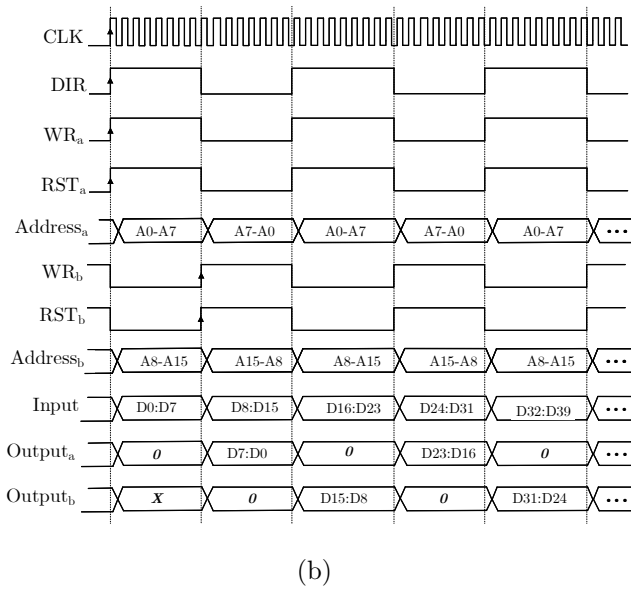 CLK
DIR
WRa
RSTa
Addressa A0-A7 A7-A0 A0-A7 A7-A0 A0-A7 •••
WRb
RSTb
Addressb A8-A15 A15-A8 A8-A15 A15-A8 A8-A15 •••
Input D0:D7 D8:D15 D16:D23 D24:D31 D32:D39 •••
Outputa 0 D7:D0 0 D23:D16 0 •••
Outputb X 0 D15:D8 0 D31:D24 •••
(b)